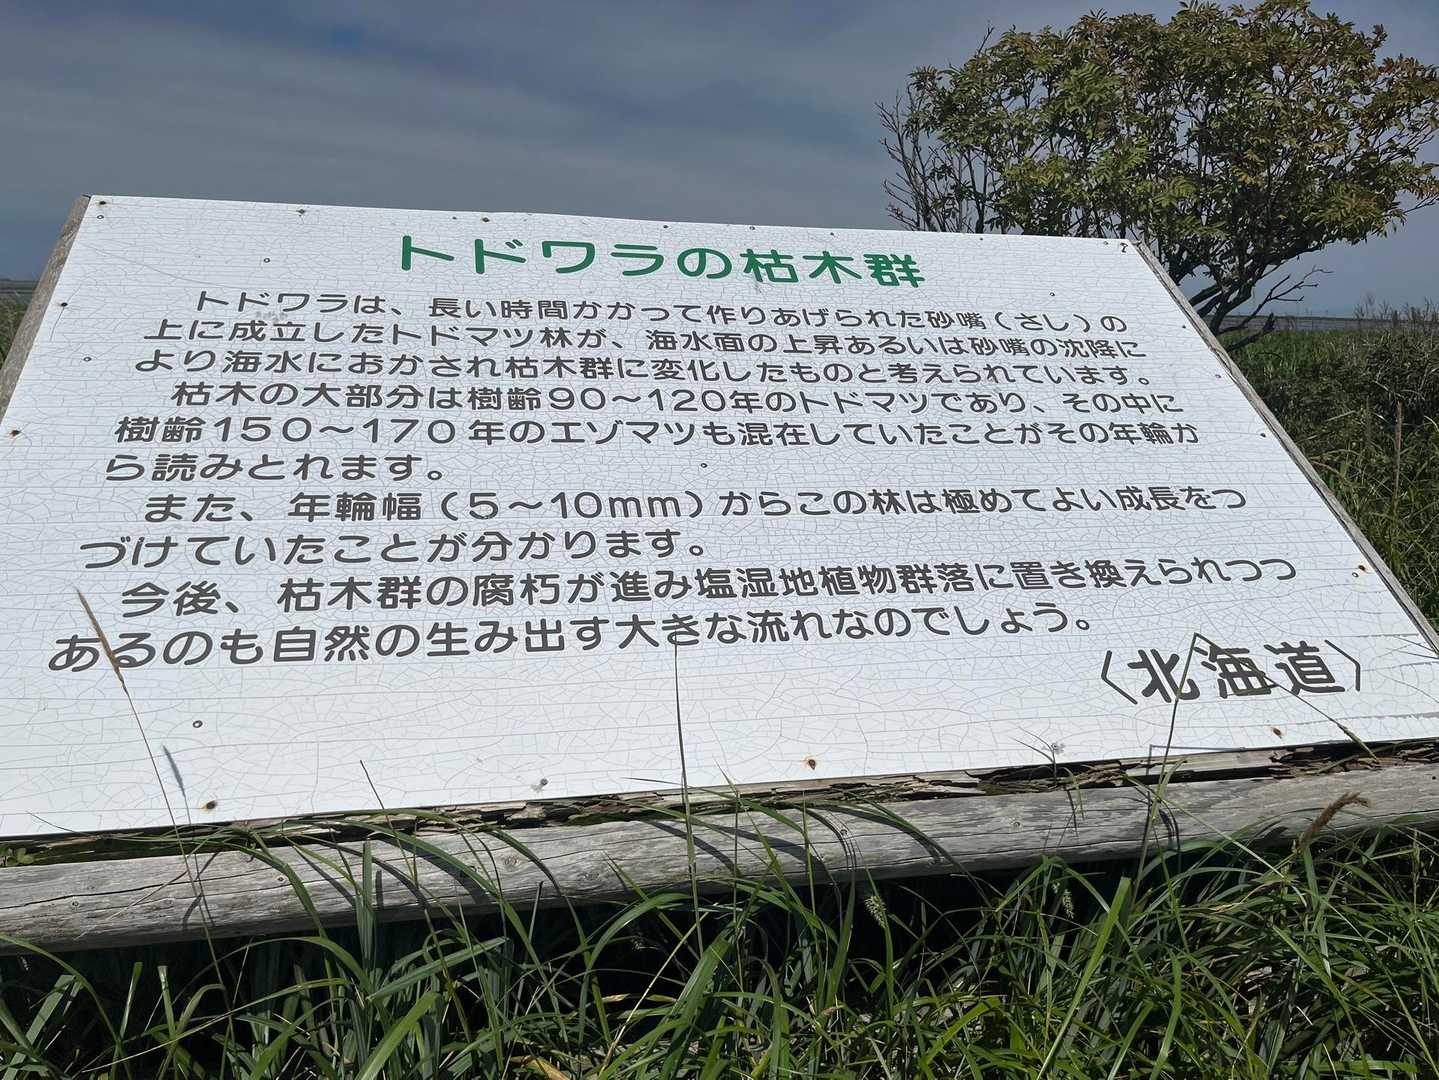 トドワラの枯木群
トドワラは、長い時間かかって作りあげられた砂嘴（さし）の
上に成立したトドマツ林が、海水面の上昇あるいは砂嘴の沈降に
より海水におかされ枯木群に変化したものと考えられています。
枯木の大部分は樹齢90～120年のトドマツであり、その中に
樹齢150～170年のエゾマツも混在していたことがその年輪か
ら読みとれます。
また、年輪幅（5～10mm）からこの林は極めてよい成長をつ
づけていたことが分かります。
今後、枯木群の腐朽が進み塩湿地植物群落に置き換えられつつ
あるのも自然の生み出す大きな流れなのでしょう。
〈北海道〉